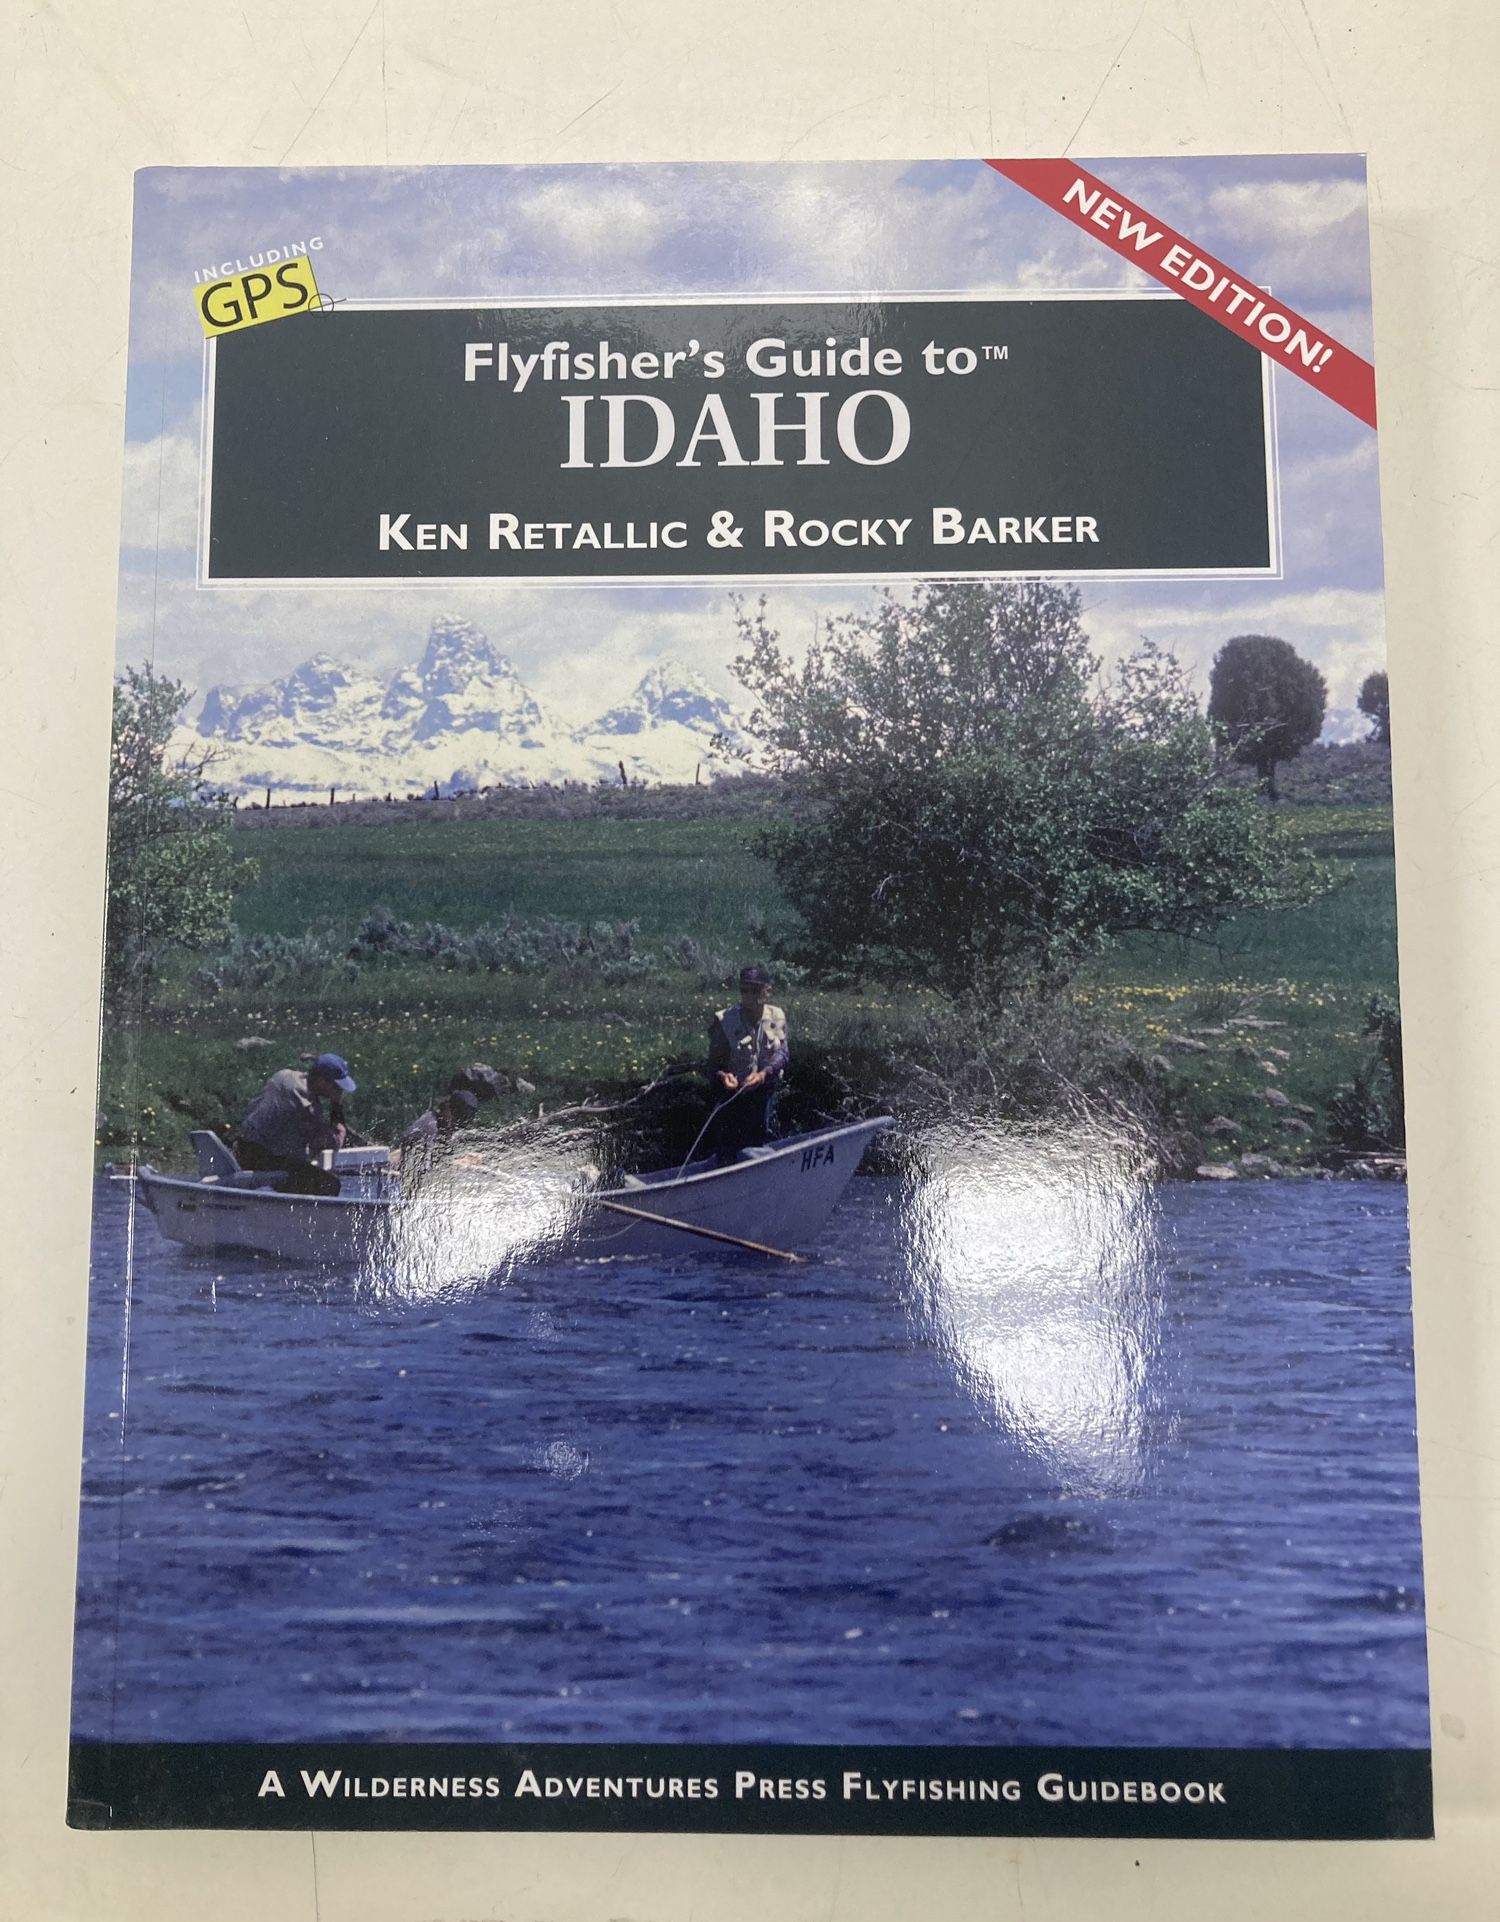 NEW EDITION!
INCLUDING
GPS
Flyfisher's Guide to™
IDAHO
KEN RETALLIC & ROCKY BARKER
HFA
A WILDERNESS ADVENTURES PRESS FLYFISHING GUIDEBOOK